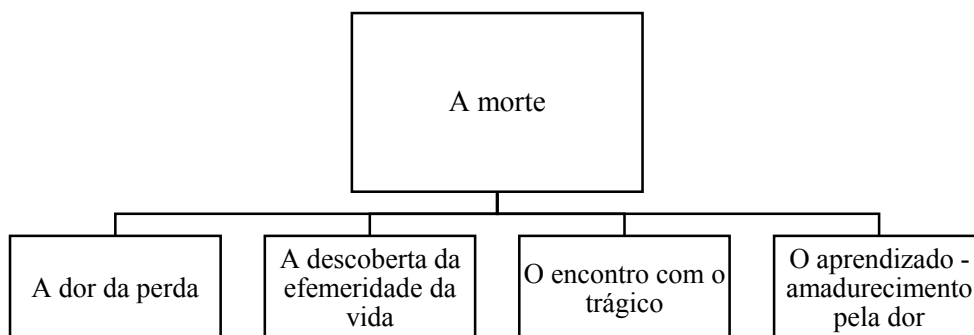 A morte
A dor da perda
A descoberta da
efemeridade da
vida
O encontro com o
trágico
O aprendizado -
amadurecimento
pela dor